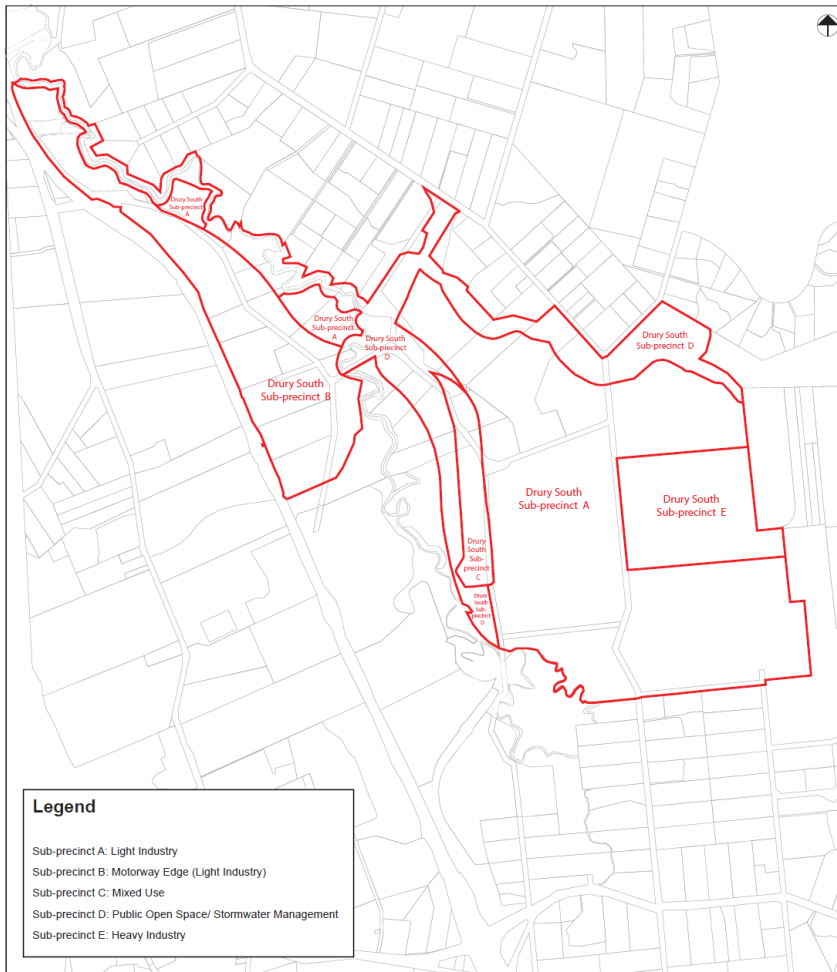 Drury South
Sub-precinct
A
Drury South
Sub-precinct
A
Drury South
Sub-precinct
D
Drury South
Sub-precinct D
Drury South
Sub-precinct B
Drury South
Sub-precinct A
Drury South
Sub-precinct E
Drury
South
Sub-
precinct
C
Drury
South
Sub-
precinct
D
Legend
Sub-precinct A: Light Industry
Sub-precinct B: Motorway Edge (Light Industry)
Sub-precinct C: Mixed Use
Sub-precinct D: Public Open Space/ Stormwater Management
Sub-precinct E: Heavy Industry